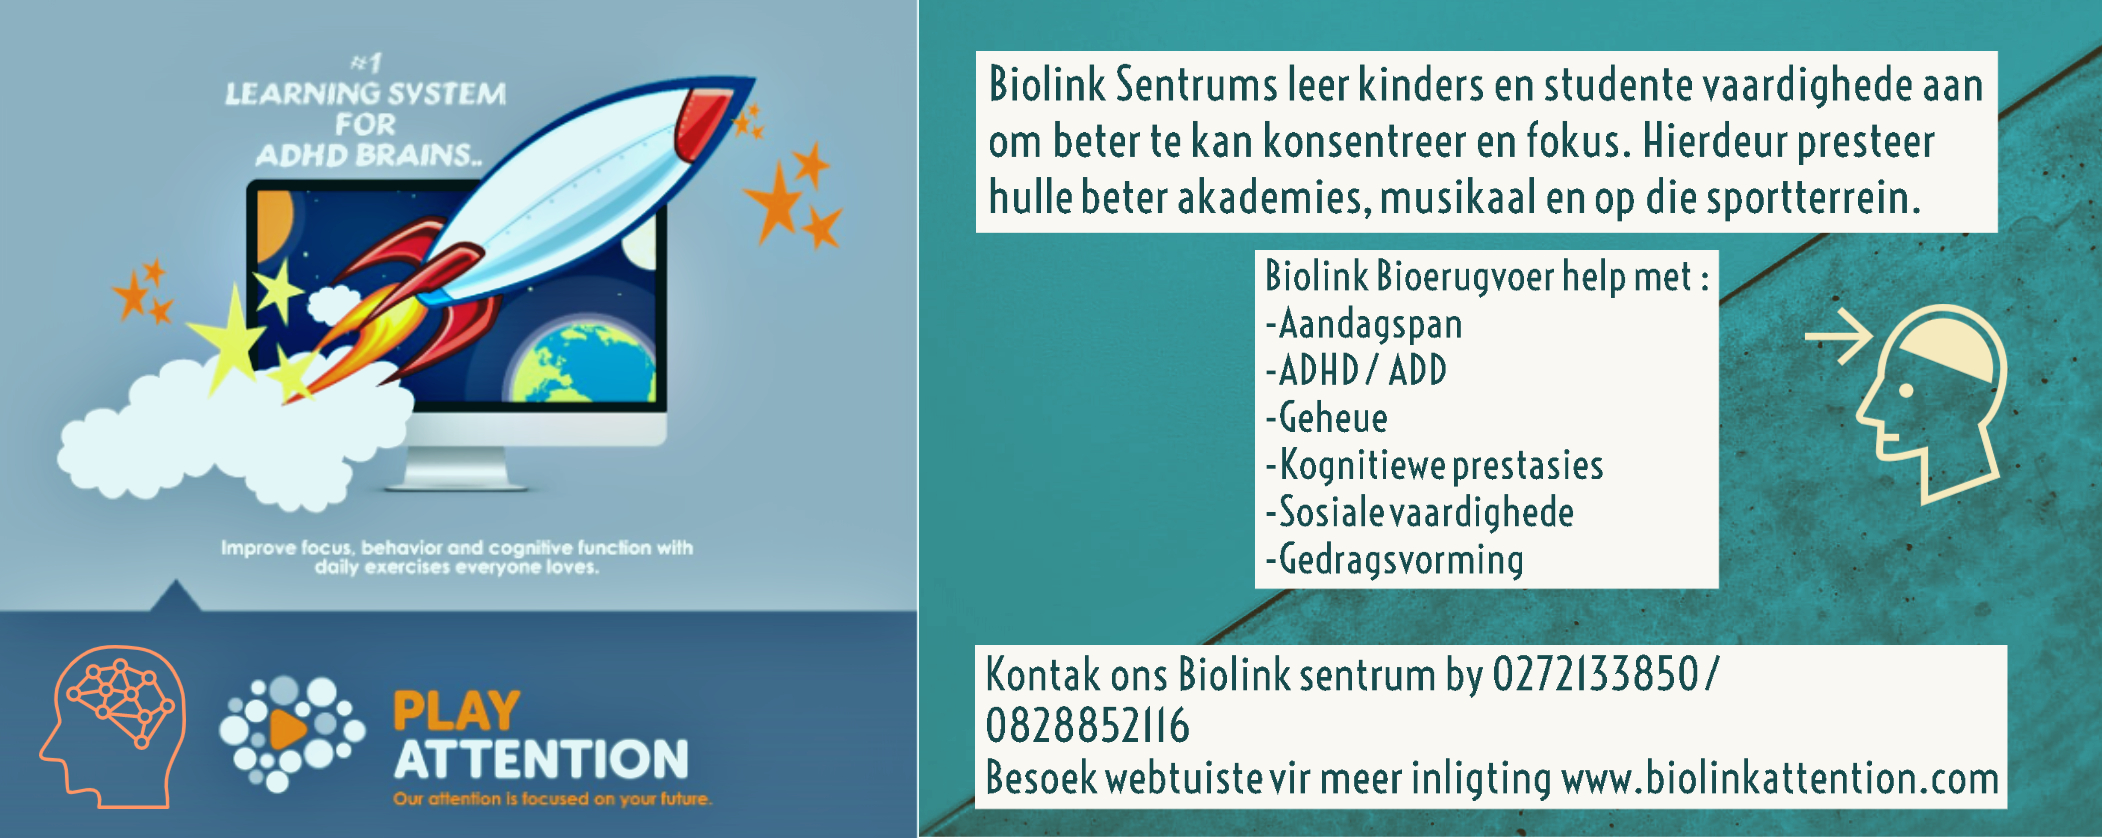 #1
LEARNING SYSTEM
FOR
ADHD BRAINS..
Improve focus, behavior and cognitive function with
daily exercises everyone loves.
PLAY
ATTENTION
Our attention is focused on your future.
Biolink Sentrums leer kinders en studente vaardighede aan
om beter te kan konsentreer en fokus. Hierdeur presteer
hulle beter akademies, musikaal en op die sportterrein.
Biolink Bioerugvoer help met :
-Aandagspan
-ADHD / ADD
-Geheue
-Kognitiewe prestasies
-Sosiale vaardighede
-Gedragsvorming
Kontak ons Biolink sentrum by 0272133850 /
0828852116
Besoek webtuiste vir meer inligting www.biolinkattention.com